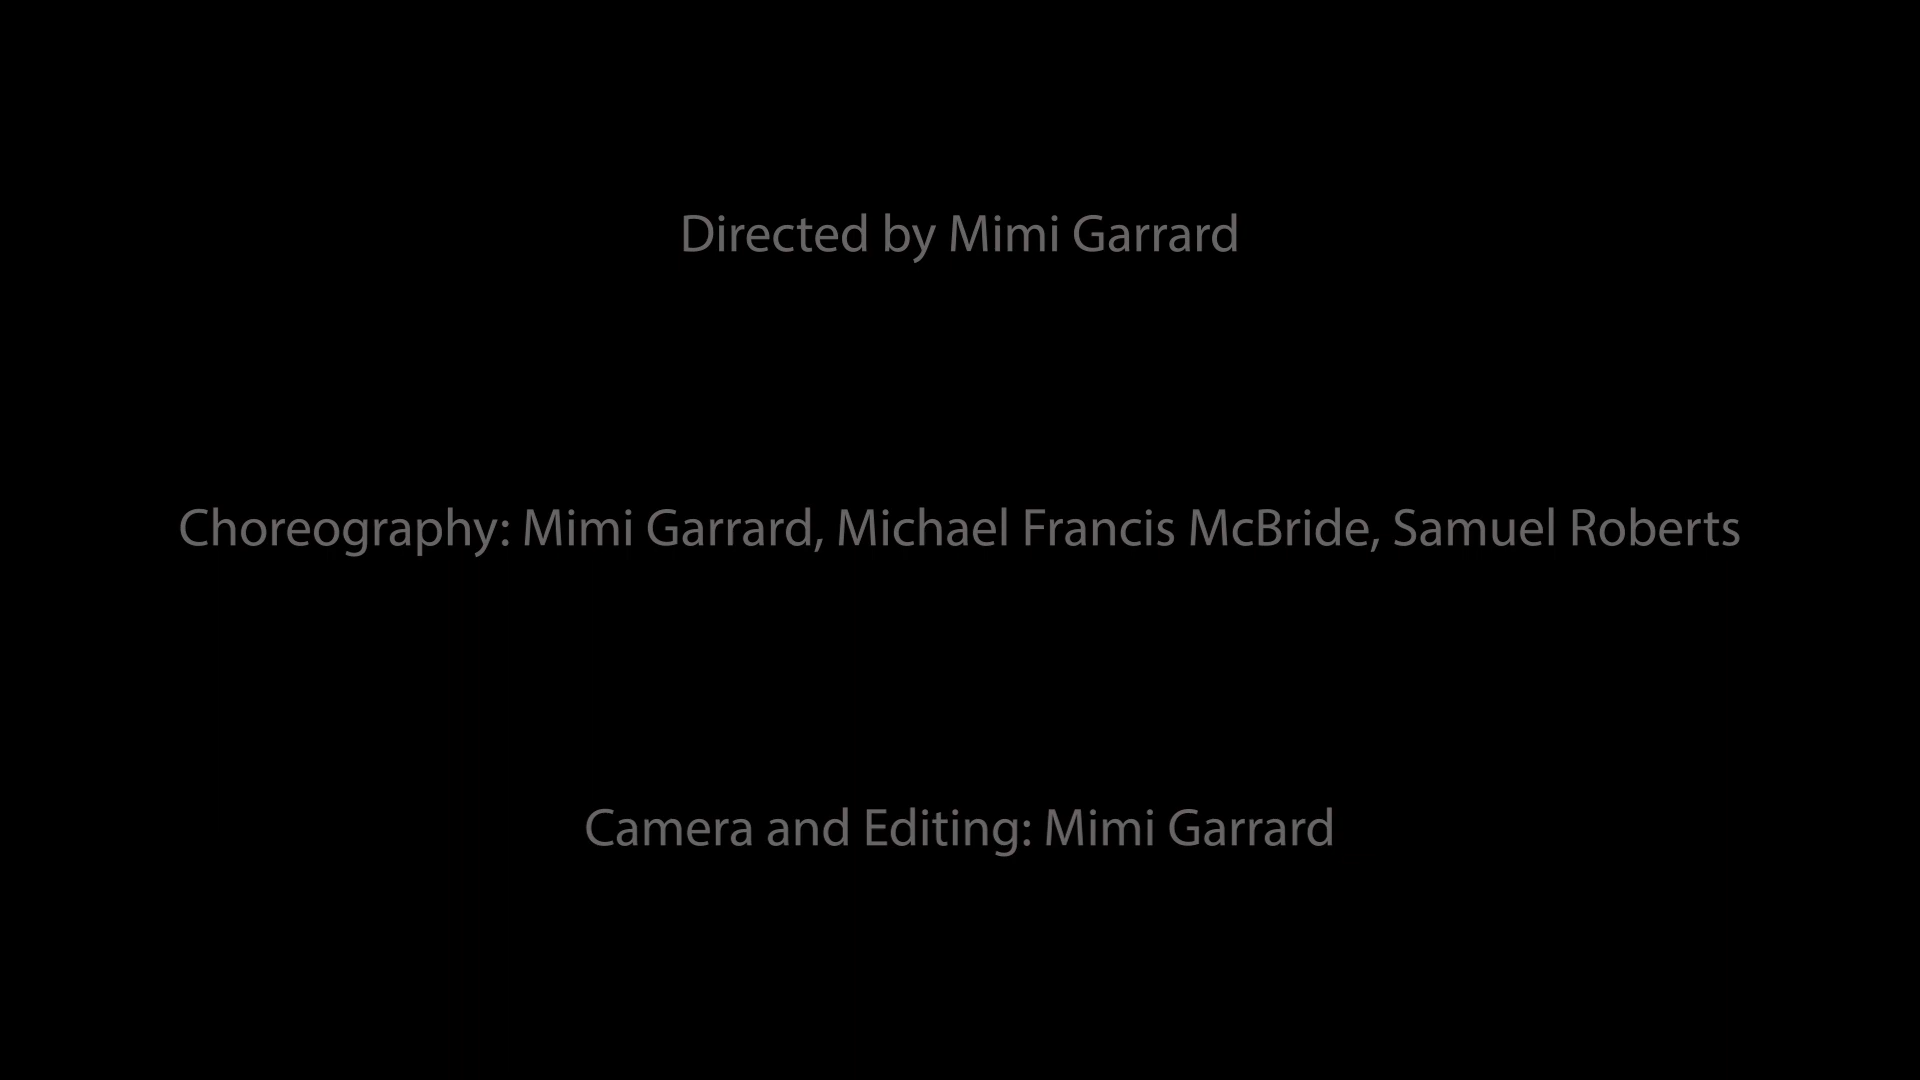 Directed by Mimi Garrard
Choreography: Mimi Garrard, Michael Francis McBride, Samuel Roberts
Camera and Editing: Mimi Garrard